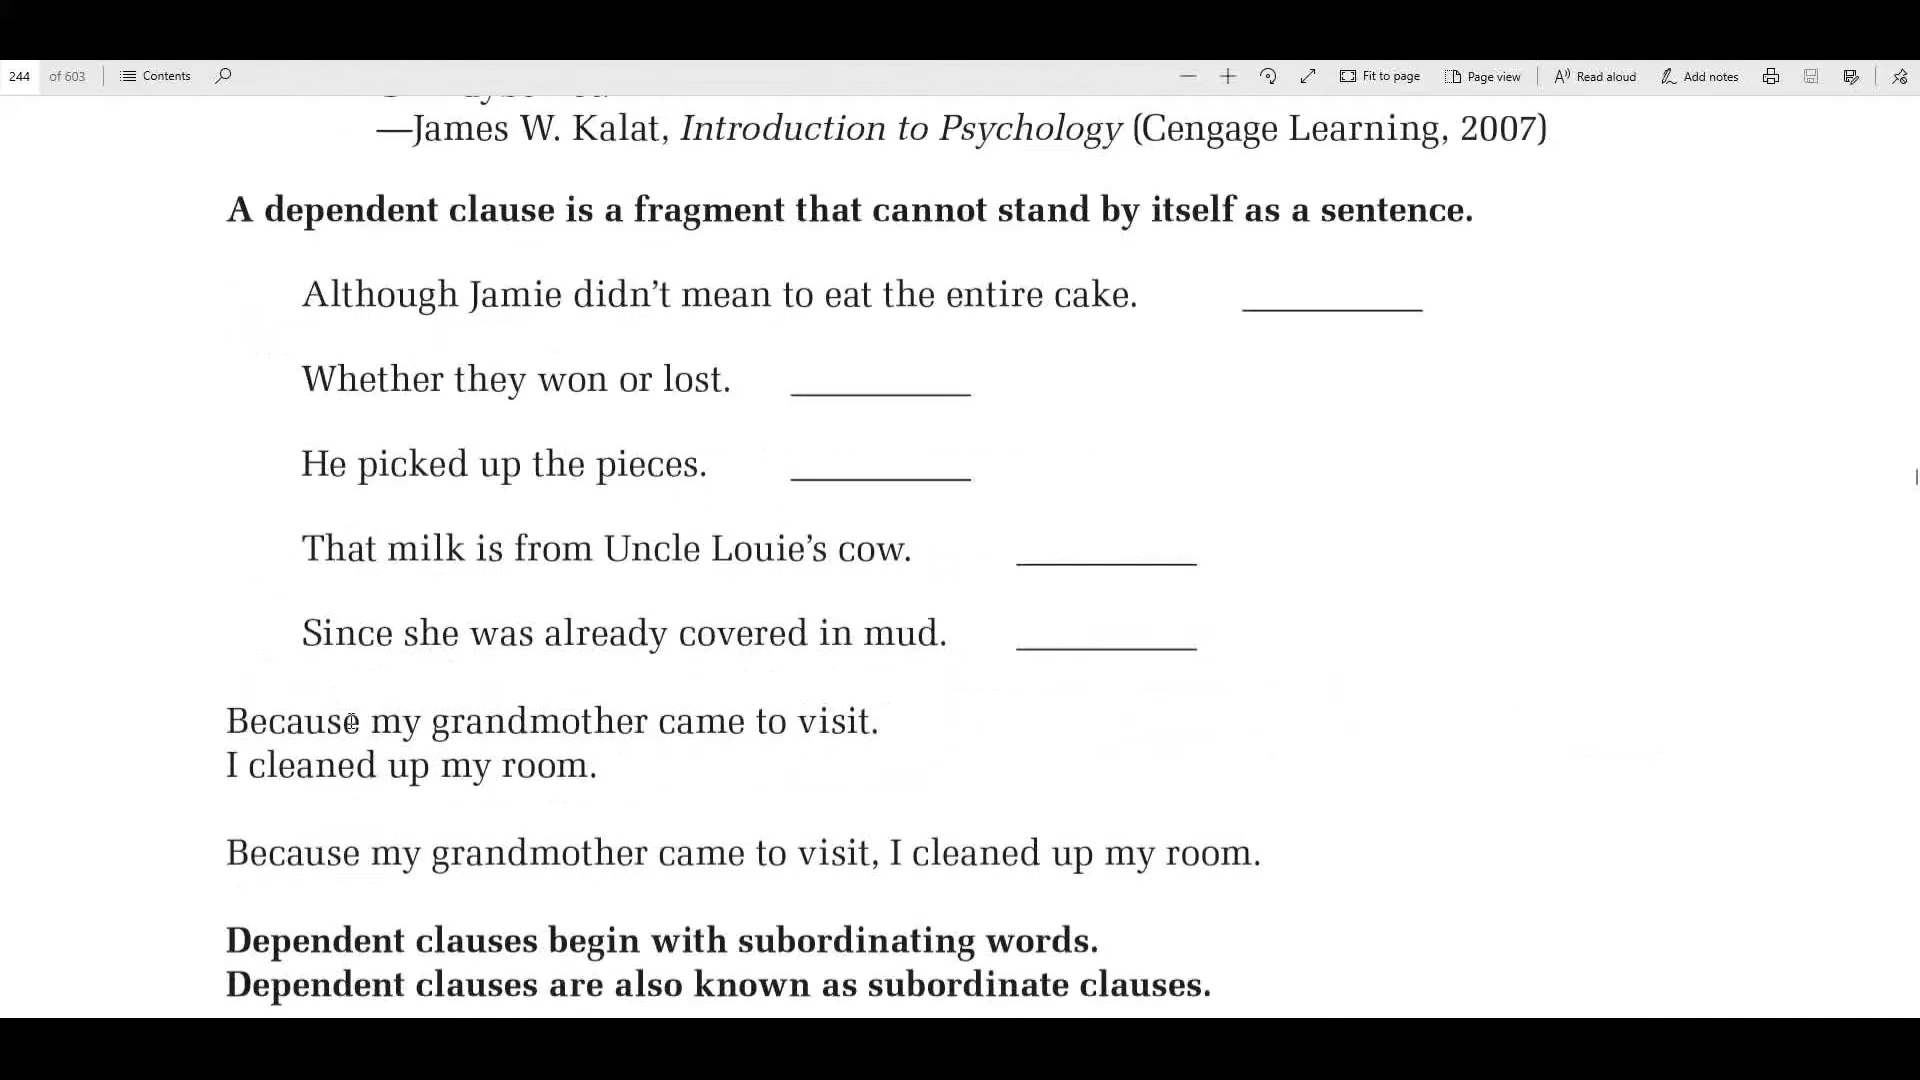 244 of 603 Contents Fit to page Page view Read aloud Add notes
—James W. Kalat, Introduction to Psychology (Cengage Learning, 2007)
A dependent clause is a fragment that cannot stand by itself as a sentence.
Although Jamie didn’t mean to eat the entire cake.
Whether they won or lost.
He picked up the pieces.
That milk is from Uncle Louie’s cow.
Since she was already covered in mud.
Because my grandmother came to visit.
I cleaned up my room.
Because my grandmother came to visit, I cleaned up my room.
Dependent clauses begin with subordinating words.
Dependent clauses are also known as subordinate clauses.